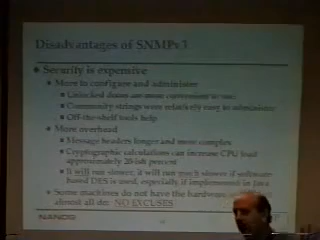 Disadvantages of SNMPv3
Security is expensive
More to configure and administer
Unlocked doors are more convenient to use
Community strings were relatively easy to administer
Off-the-shelf tools help
More overhead
Message headers longer and more complex
Cryptographic calculations can increase CPU load
approximately 20-ish percent
It will run slower, it will run much slower if software-
based DES is used, especially if implemented in Java
Some machines do not have the hardware,
almost all do: NO EXCUSES
NANOG